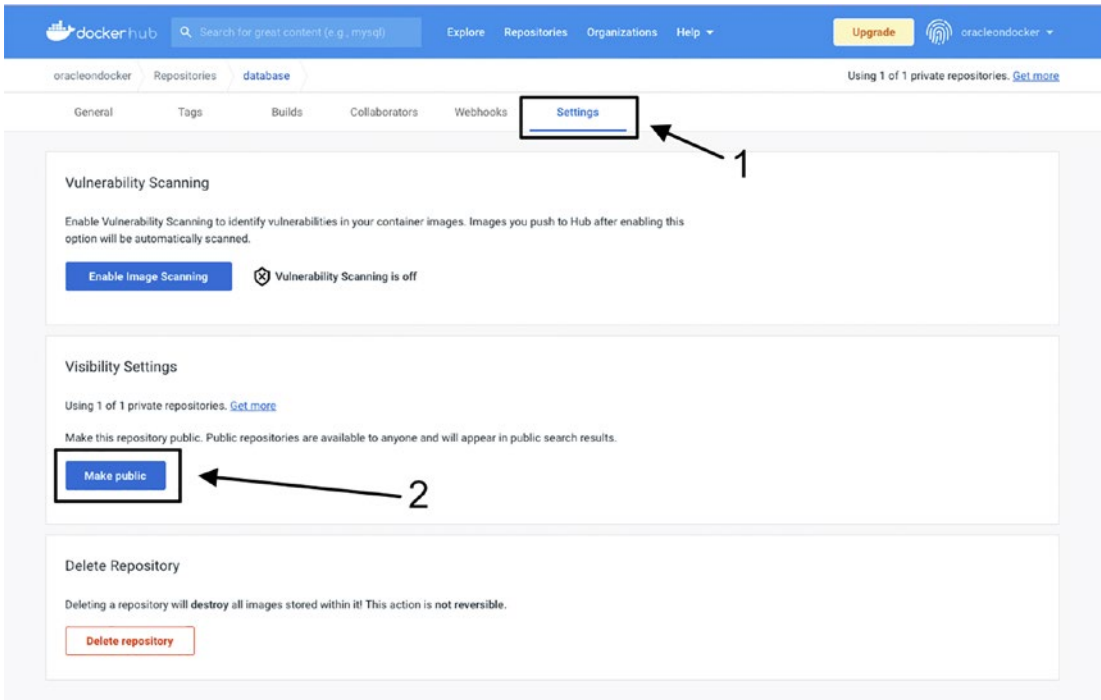 dockerhub Search for great content (e.g., mysql) Explore Repositories Organizations Help Upgrade oracleondocker
oracleondocker Repositories database Using 1 of 1 private repositories. Get more
General Tags Builds Collaborators Webhooks Settings
1
Vulnerability Scanning
Enable Vulnerability Scanning to identify vulnerabilities in your container images. Images you push to Hub after enabling this
option will be automatically scanned.
Enable Image Scanning Vulnerability Scanning is off
Visibility Settings
Using 1 of 1 private repositories. Get more
Make this repository public. Public repositories are available to anyone and will appear in public search results.
Make public
2
Delete Repository
Deleting a repository will destroy all images stored within it! This action is not reversible.
Delete repository